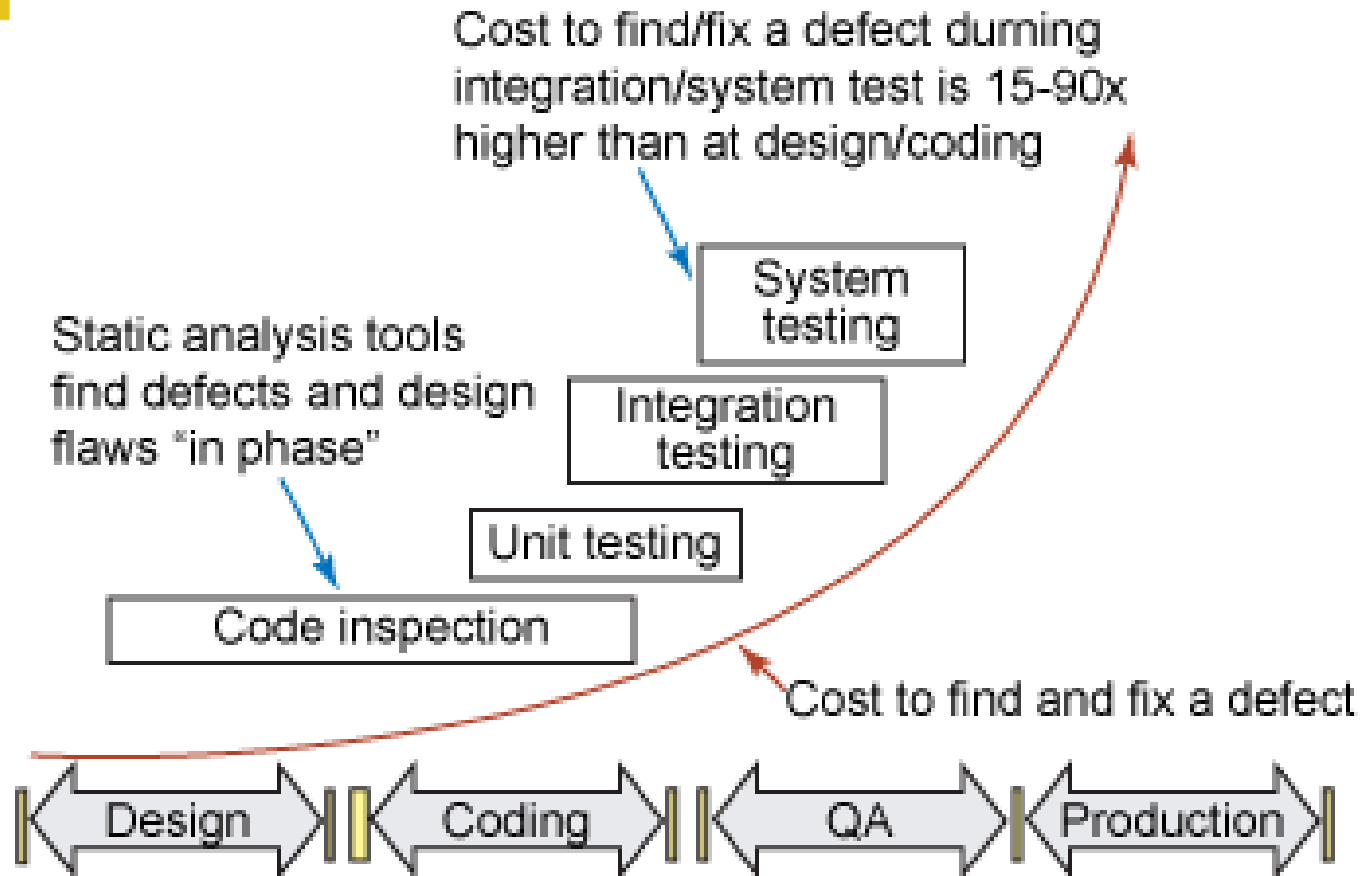 Cost to find/fix a defect durning
integration/system test is 15-90x
higher than at design/coding
System
testing
Static analysis tools
find defects and design
flaws “in phase”
Integration
testing
Unit testing
Code inspection
Cost to find and fix a defect
Design
Coding
QA
Production